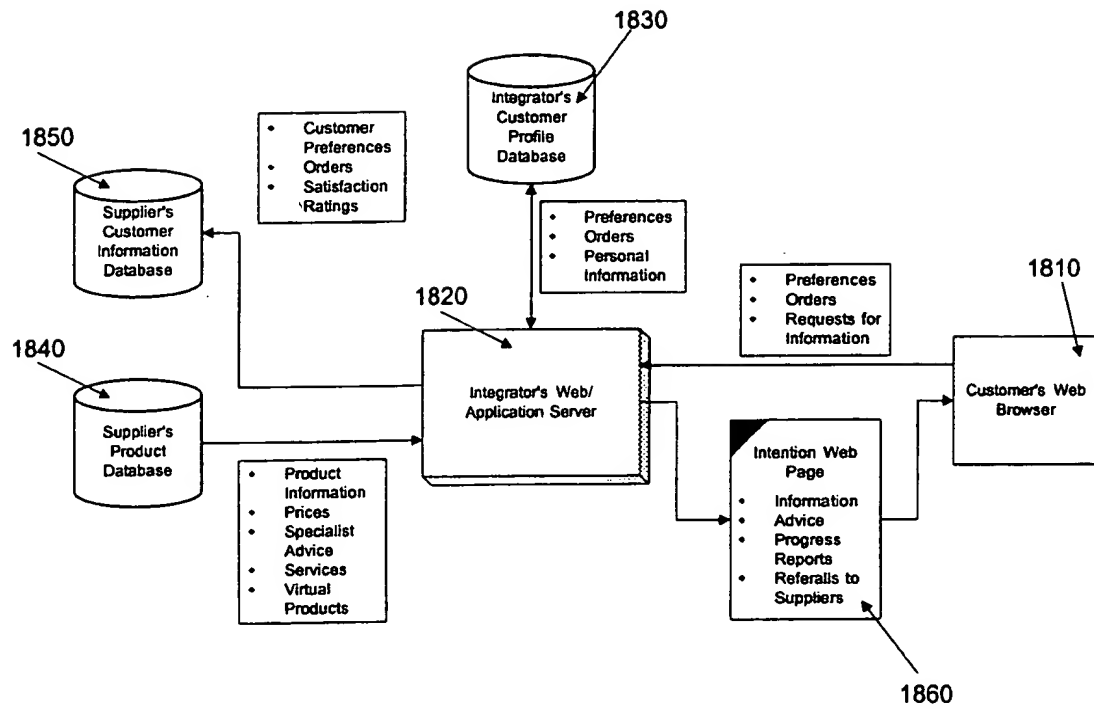 1830
Integrator's
Customer
Profile
Database
• Customer
Preferences
• Orders
• Satisfaction
Ratings
1850
Supplier's
Customer
Information
Database
• Preferences
• Orders
• Personal
Information
1810
• Preferences
• Orders
• Requests for
Information
1820
Integrator's Web/
Application Server
Customer's Web
Browser
1840
Supplier's
Product
Database
• Product
Information
• Prices
• Specialist
Advice
• Services
• Virtual
Products
Intention Web
Page
• Information
• Advice
• Progress
Reports
• Referalls to
Suppliers
1860